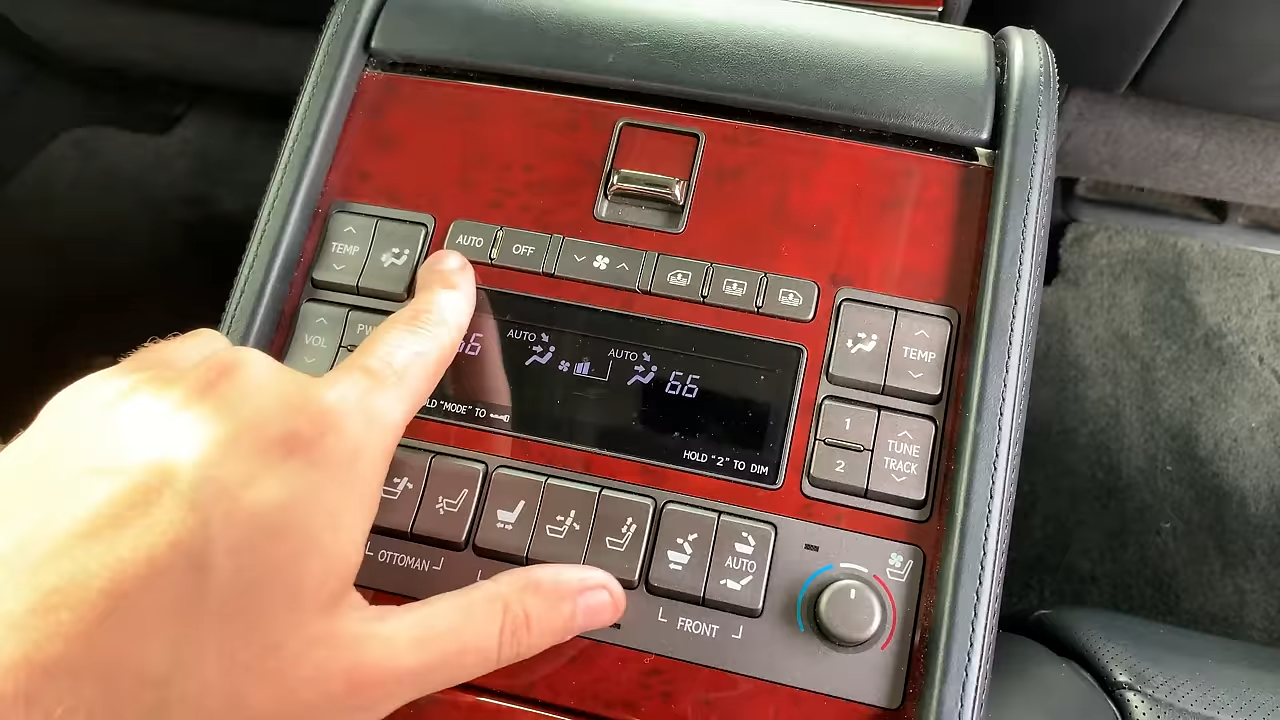 TEMP
AUTO
OFF
VOL
AUTO
AUTO
66
"MODE" TO
HOLD "2" TO DIM
TEMP
1
2
TUNE
TRACK
OTTOMAN
AUTO
FRONT